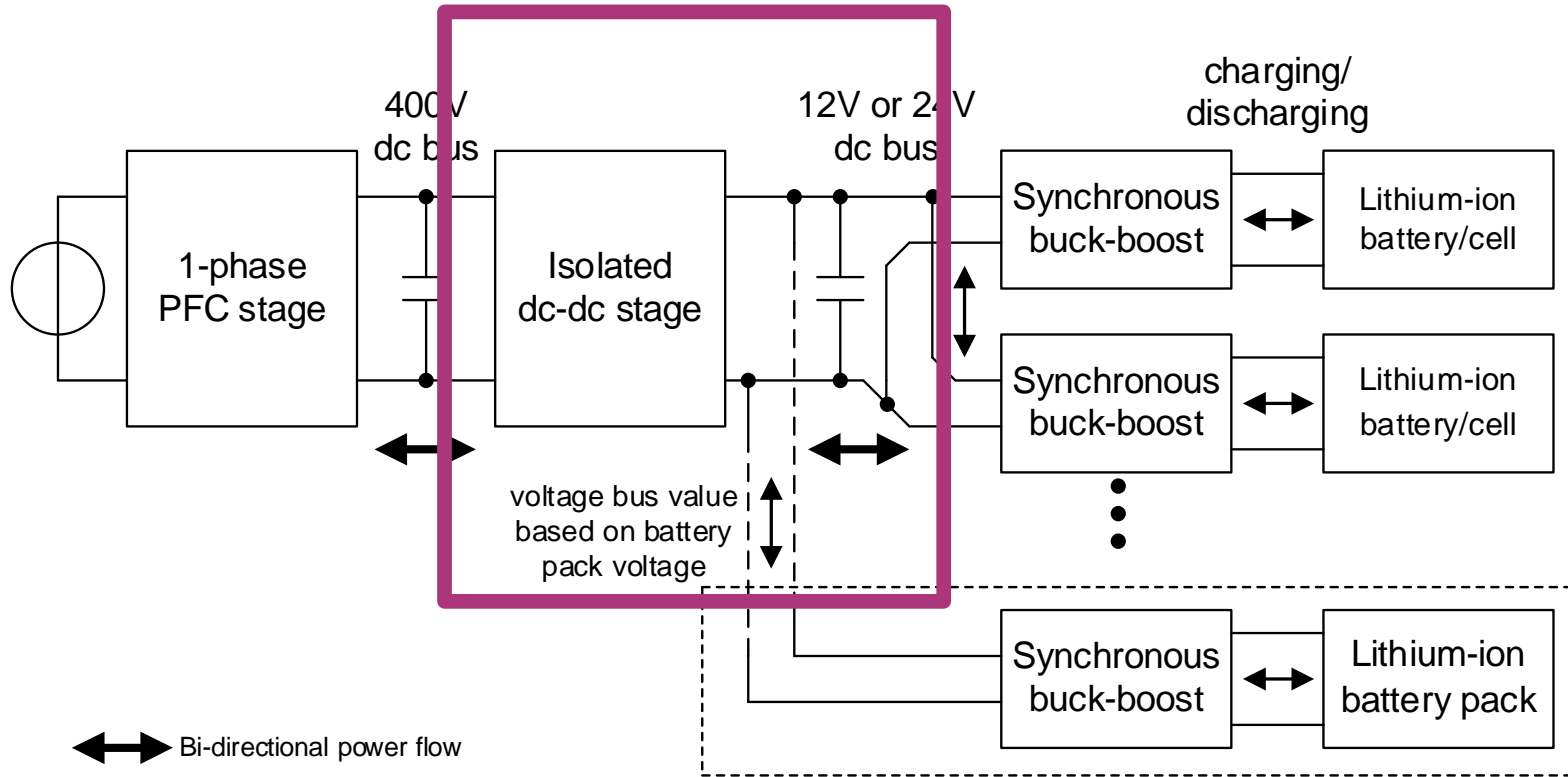 charging/
discharging
400V
dc bus
12V or 24V
dc bus
1-phase
PFC stage
Isolated
dc-dc stage
Synchronous
buck-boost
Lithium-ion
battery/cell
Synchronous
buck-boost
Lithium-ion
battery/cell
voltage bus value
based on battery
pack voltage
Synchronous
buck-boost
Lithium-ion
battery pack
Bi-directional power flow